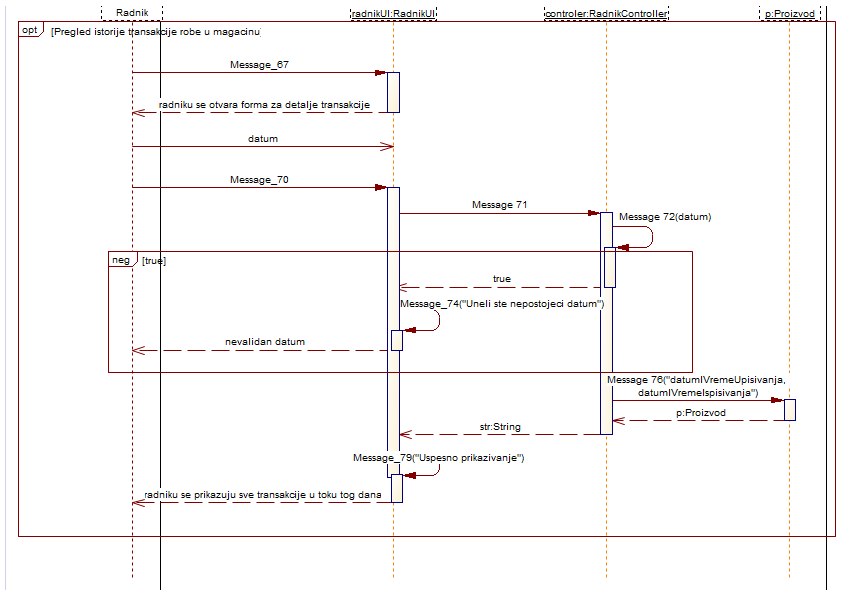 Radnik
radnikUI:RadnikUI
controler:RadnikController
p:Proizvod
opt
[Pregled istorije transakcije robe u magacinu]
Message_67
radniku se otvara forma za detalje transakcije
datum
Message_70
Message 71
Message 72(datum)
neg
[true]
true
Message_74("Uneli ste nepostojeci datum")
nevalidan datum
Message 76("datumIVremeUpisivanja,
datumIVremeIspisivanja")
p:Proizvod
str:String
Message_79("Uspesno prikazivanje")
radniku se prikazuju sve transakcije u toku tog dana